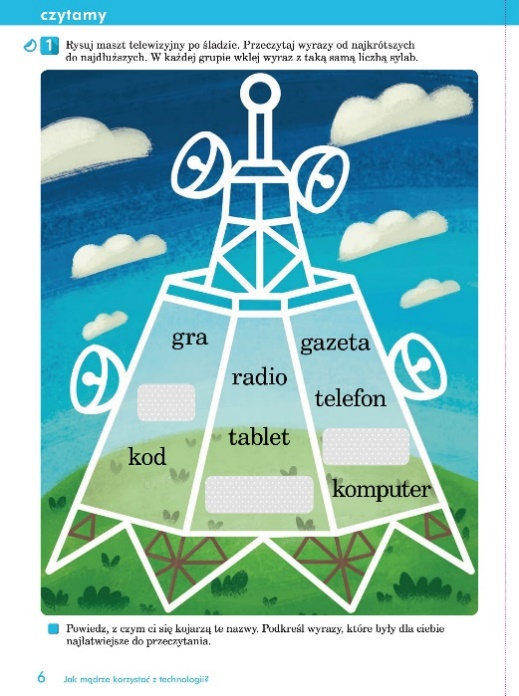 czytamy
1 Rysuj maszt telewizyjny po śladzie. Przeczytaj wyrazy od najkrótszych
do najdłuższych. W każdej grupie wklej wyraz z taką samą liczbą sylab.
gra
kod
radio
tablet
gazeta
telefon
komputer
Powiedz, z czym ci się kojarzą te nazwy. Podkreśl wyrazy, które były dla ciebie
najłatwiejsze do przeczytania.
6 Jak mądrze korzystać z technologii?